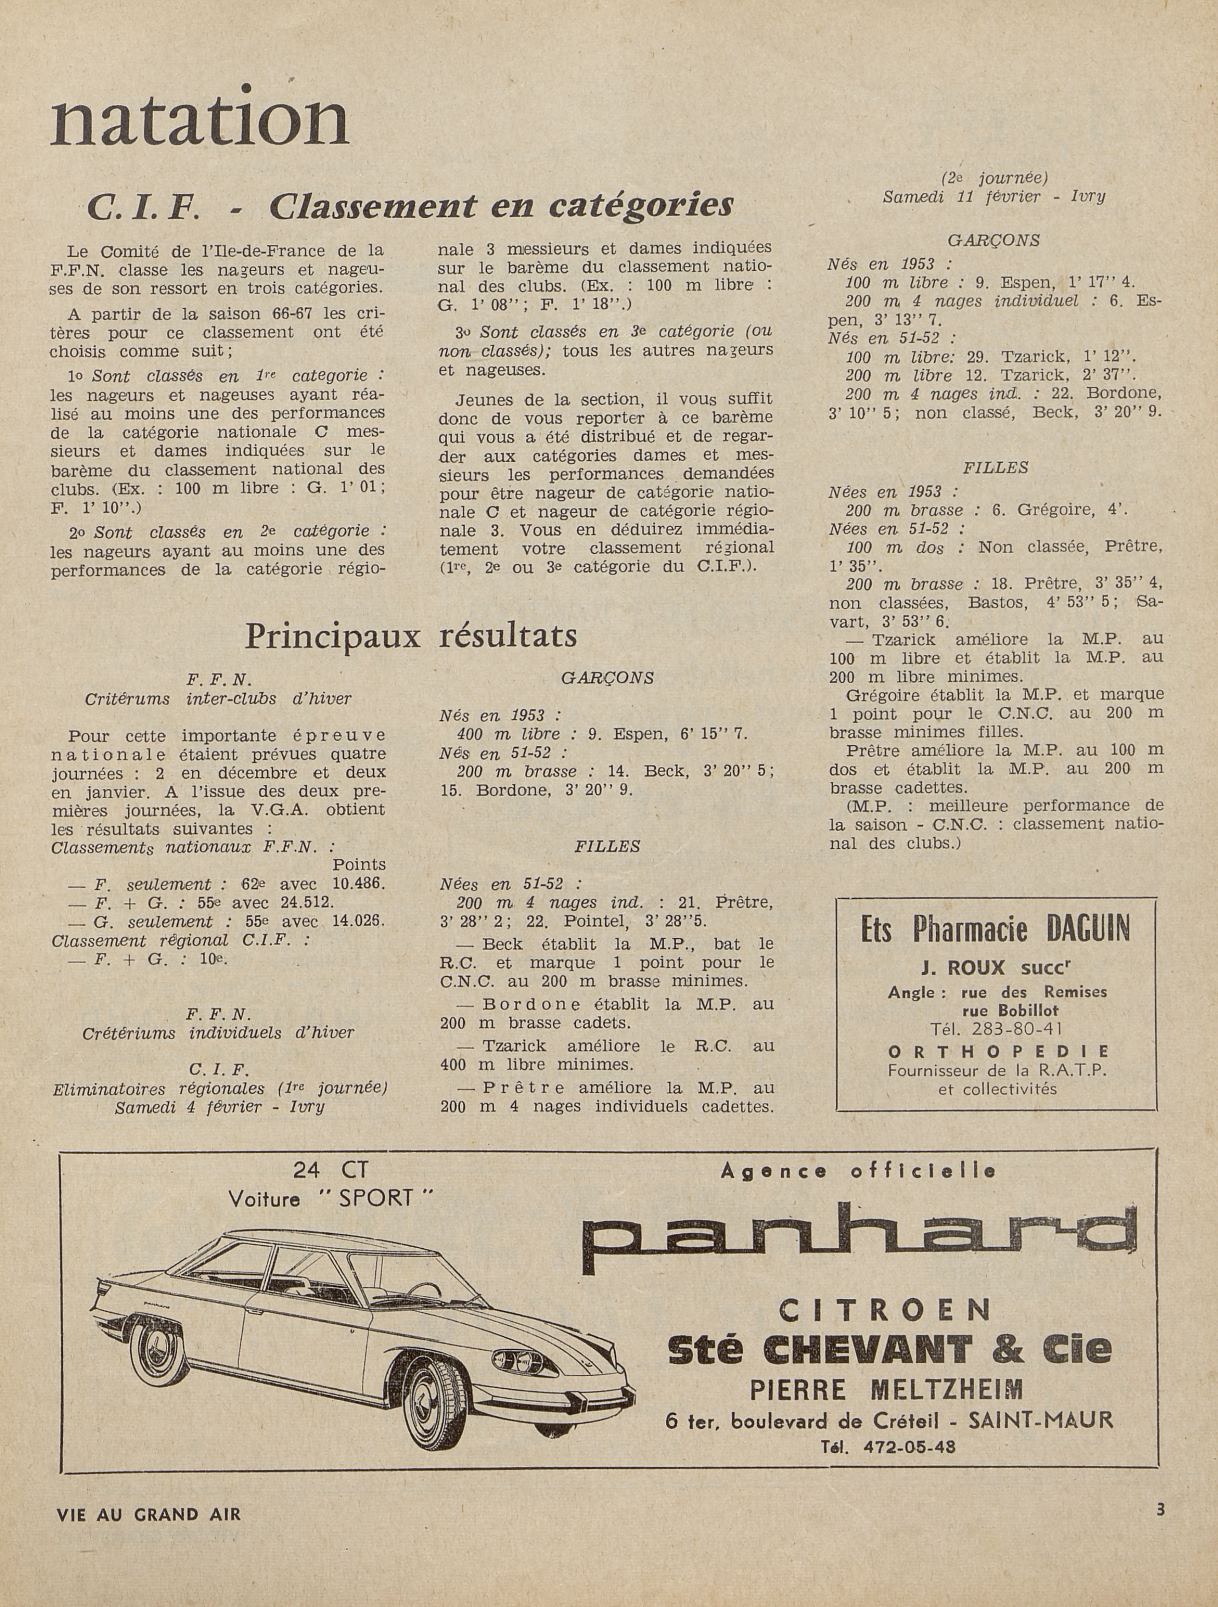 natation
C. I. F. - Classement en catégories
Le Comité de l'Ile-de-France de la
F.F.N. classe les nageurs et nageu-
ses de son ressort en trois catégories.
A partir de la saison 66-67 les cri-
tères pour ce classement ont été
choisis comme suit ;
1o Sont classés en 1re categorie :
les nageurs et nageuses ayant réa-
lisé au moins une des performances
de la catégorie nationale C mes-
sieurs et dames indiquées sur le
barème du classement national des
clubs. (Ex. : 100 m libre : G. 1' 01 ;
F. 1' 10''.)
2o Sont classés en 2e catégorie :
les nageurs ayant au moins une des
performances de la catégorie régio-
nale 3 messieurs et dames indiquées
sur le barème du classement natio-
nal des clubs. (Ex. : 100 m libre :
G. 1' 08'' ; F. 1' 18''.)
3o Sont classés en 3e catégorie (ou
non classés); tous les autres nageurs
et nageuses.
Jeunes de la section, il vous suffit
donc de vous reporter à ce barème
qui vous a été distribué et de regar-
der aux catégories dames et mes-
sieurs les performances demandées
pour être nageur de catégorie natio-
nale C et nageur de catégorie régio-
nale 3. Vous en déduirez immédia-
tement votre classement régional
(1re, 2e ou 3e catégorie du C.I.F.).
Principaux résultats
F. F. N.
Critérums inter-clubs d'hiver
Pour cette importante épreuve
nationale étaient prévues quatre
journées : 2 en décembre et deux
en janvier. A l'issue des deux pre-
mières journées, la V.G.A. obtient
les résultats suivantes :
Classements nationaux F.F.N. :
Points
— F. seulement : 62e avec 10.486.
— F. + G. : 55e avec 24.512.
— G. seulement : 55e avec 14.026.
Classement régional C.I.F. :
— F. + G. : 10e.
F. F. N.
Crétériums individuels d'hiver
C. I. F.
Eliminatoires régionales (1re journée)
Samedi 4 février - Ivry
GARÇONS
Nés en 1953 :
400 m libre : 9. Espen, 6' 15'' 7.
Nés en 51-52 :
200 m brasse : 14. Beck, 3' 20'' 5 ;
15. Bordone, 3' 20'' 9.
FILLES
Nées en 51-52 :
200 m 4 nages ind. : 21. Prêtre,
3' 28'' 2 ; 22. Pointel, 3' 28''5.
— Beck établit la M.P., bat le
R.C. et marque 1 point pour le
C.N.C. au 200 m brasse minimes.
— Bordone établit la M.P. au
200 m brasse cadets.
— Tzarick améliore le R.C. au
400 m libre minimes.
— Prêtre améliore la M.P. au
200 m 4 nages individuels cadettes.
(2e journée)
Samedi 11 février - Ivry
GARÇONS
Nés en 1953 :
100 m libre : 9. Espen, 1' 17'' 4.
200 m 4 nages individuel : 6. Es-
pen, 3' 13'' 7.
Nés en 51-52 :
100 m libre: 29. Tzarick, 1' 12''.
200 m libre 12. Tzarick, 2' 37''.
200 m 4 nages ind. : 22. Bordone,
3' 10'' 5 ; non classé, Beck, 3' 20'' 9.
FILLES
Nées en 1953 :
200 m brasse : 6. Grégoire, 4'.
Nées en 51-52 :
100 m dos : Non classée, Prêtre,
1' 35''.
200 m brasse : 18. Prêtre, 3' 35'' 4,
non classées, Bastos, 4' 53'' 5 ; Sa-
vart, 3' 53'' 6.
— Tzarick améliore la M.P. au
100 m libre et établit la M.P. au
200 m libre minimes.
Grégoire établit la M.P. et marque
1 point pour le C.N.C. au 200 m
brasse minimes filles.
Prêtre améliore la M.P. au 100 m
dos et établit la M.P. au 200 m
brasse cadettes.
(M.P. : meilleure performance de
la saison - C.N.C. : classement natio-
nal des clubs.)
Ets Pharmacie DAGUIN
J. ROUX succr
Angle : rue des Remises
rue Bobillot
Tél. 283-80-41
ORTHOPEDIE
Fournisseur de la R.A.T.P.
et collectivités
24 CT
Voiture "SPORT"
Agence officielle
panhard
CITROEN
Sté CHEVANT & Cie
PIERRE MELTZHEIM
6 ter, boulevard de Créteil - SAINT-MAUR
Tél. 472-05-48
VIE AU GRAND AIR
3